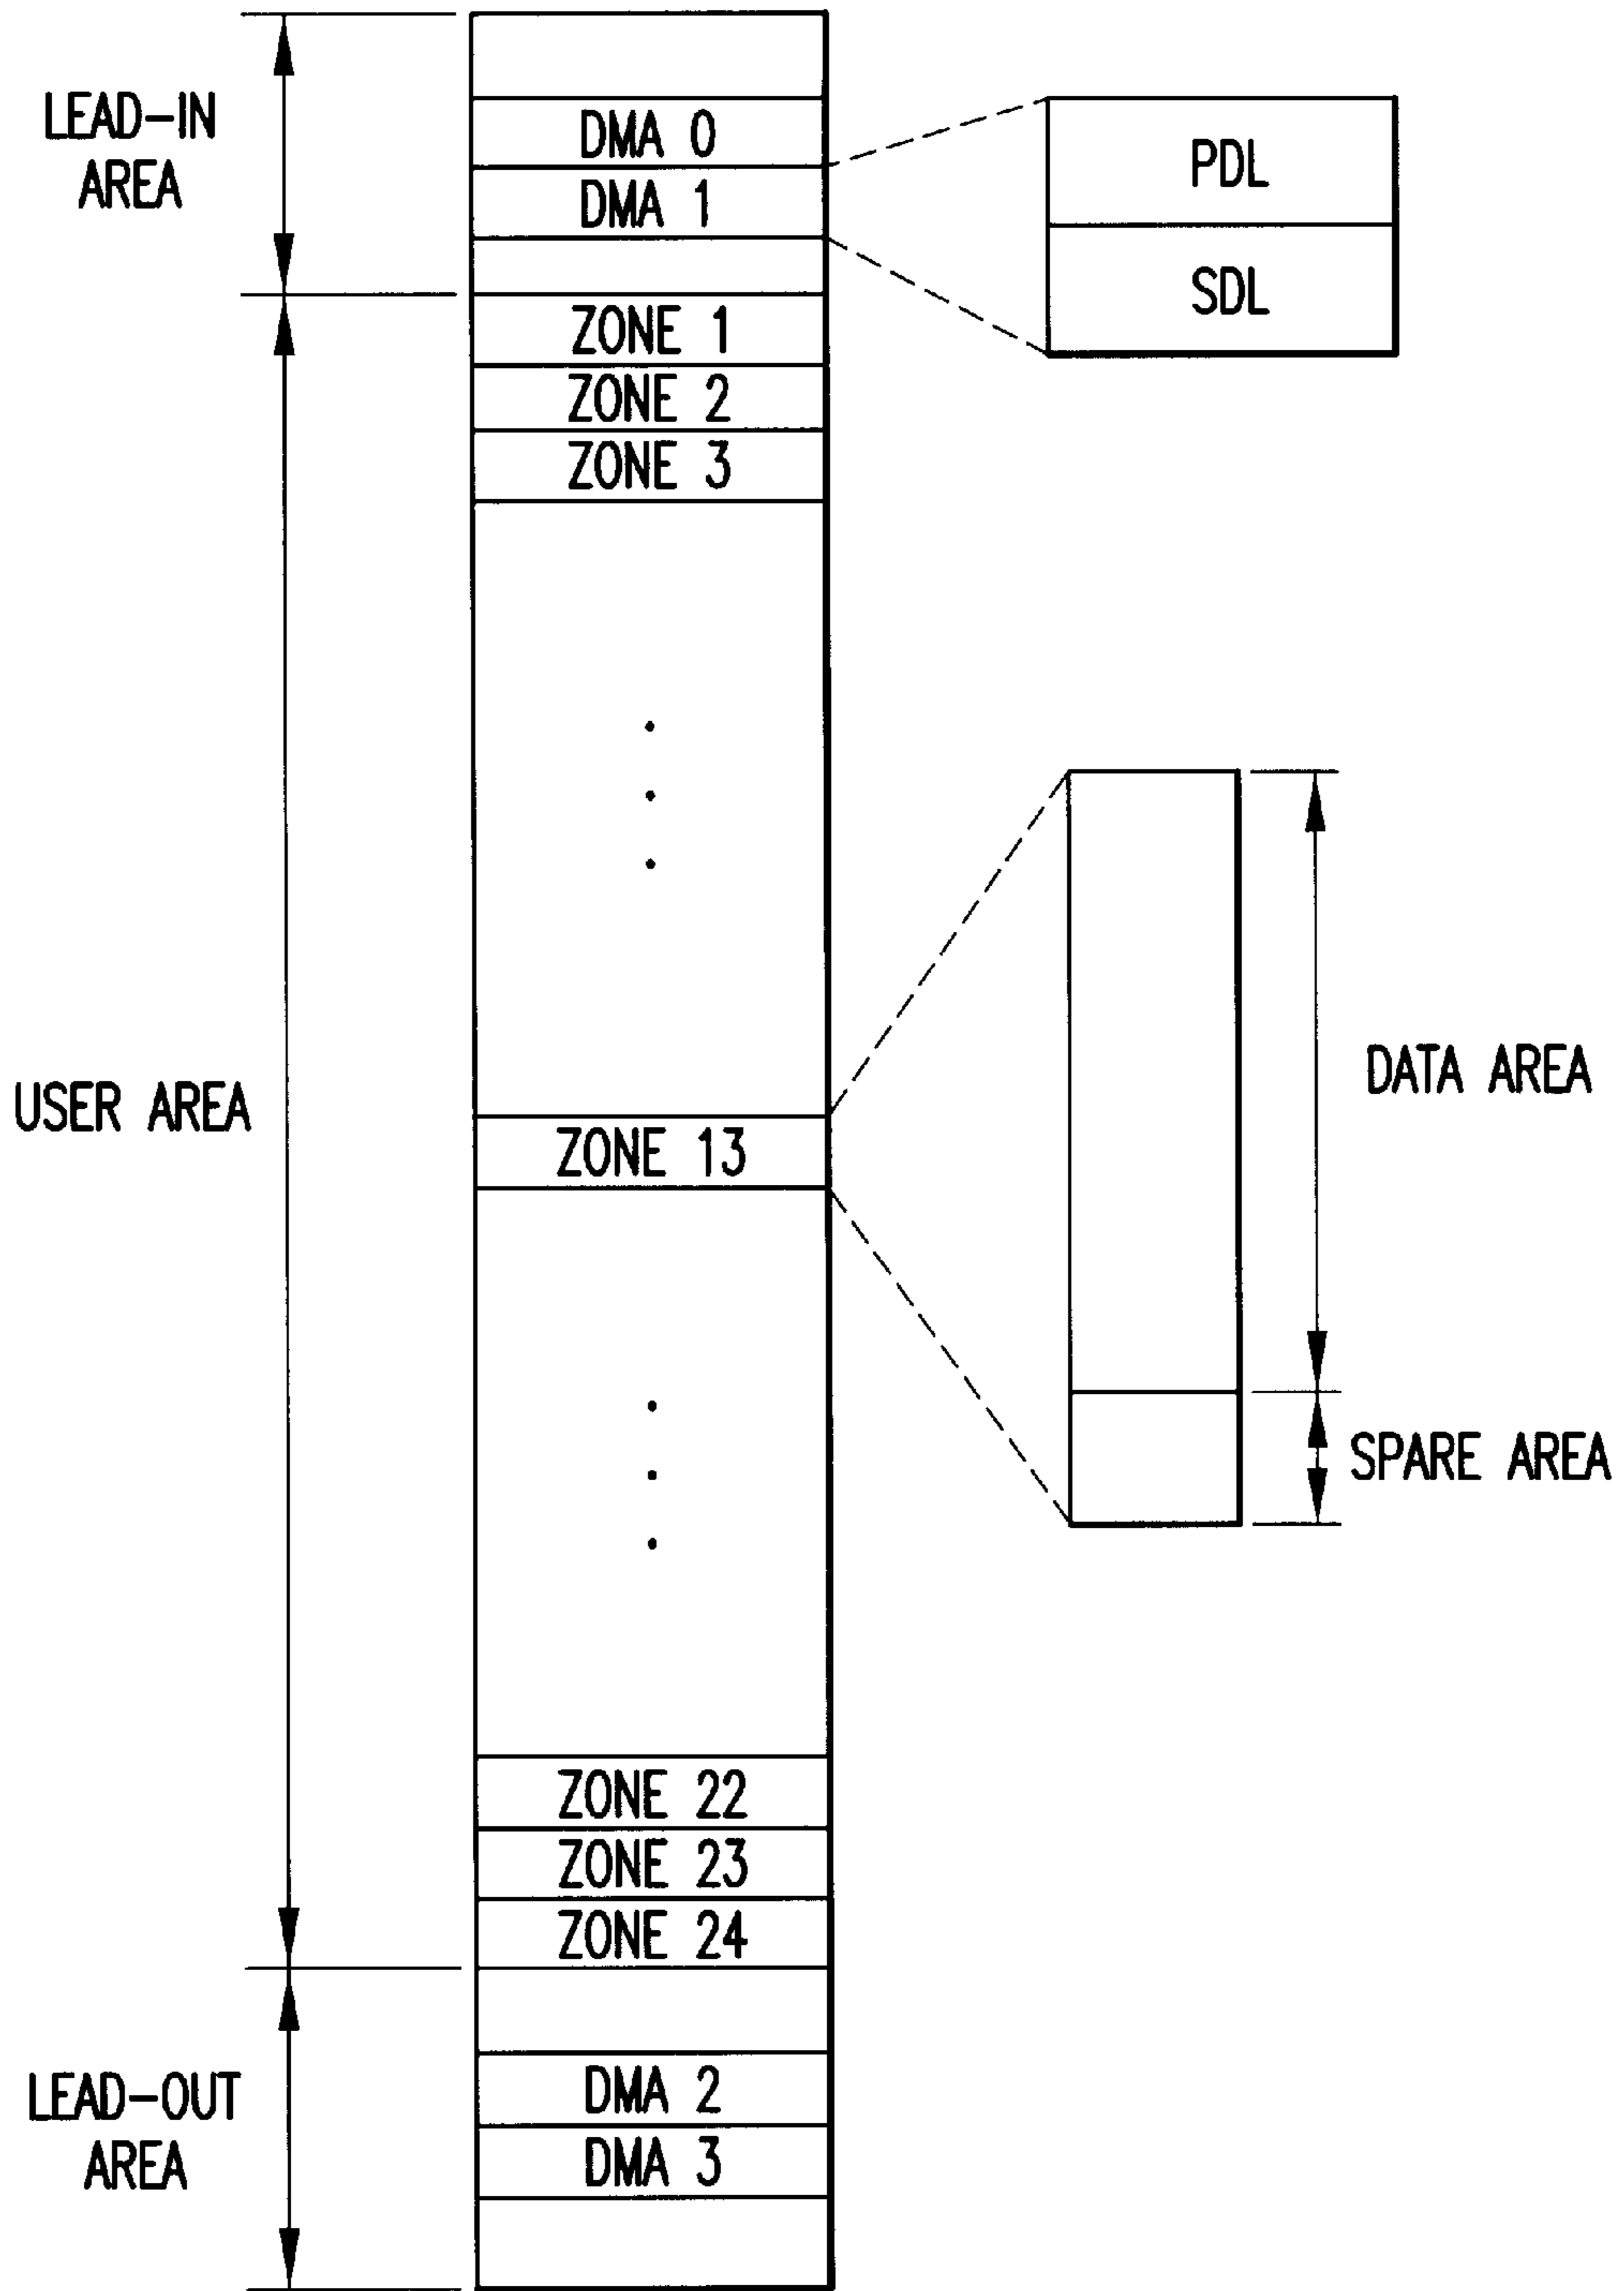 LEAD-IN
AREA
DMA 0
DMA 1
PDL
SDL
ZONE 1
ZONE 2
ZONE 3
USER AREA
ZONE 13
DATA AREA
SPARE AREA
ZONE 22
ZONE 23
ZONE 24
LEAD-OUT
AREA
DMA 2
DMA 3